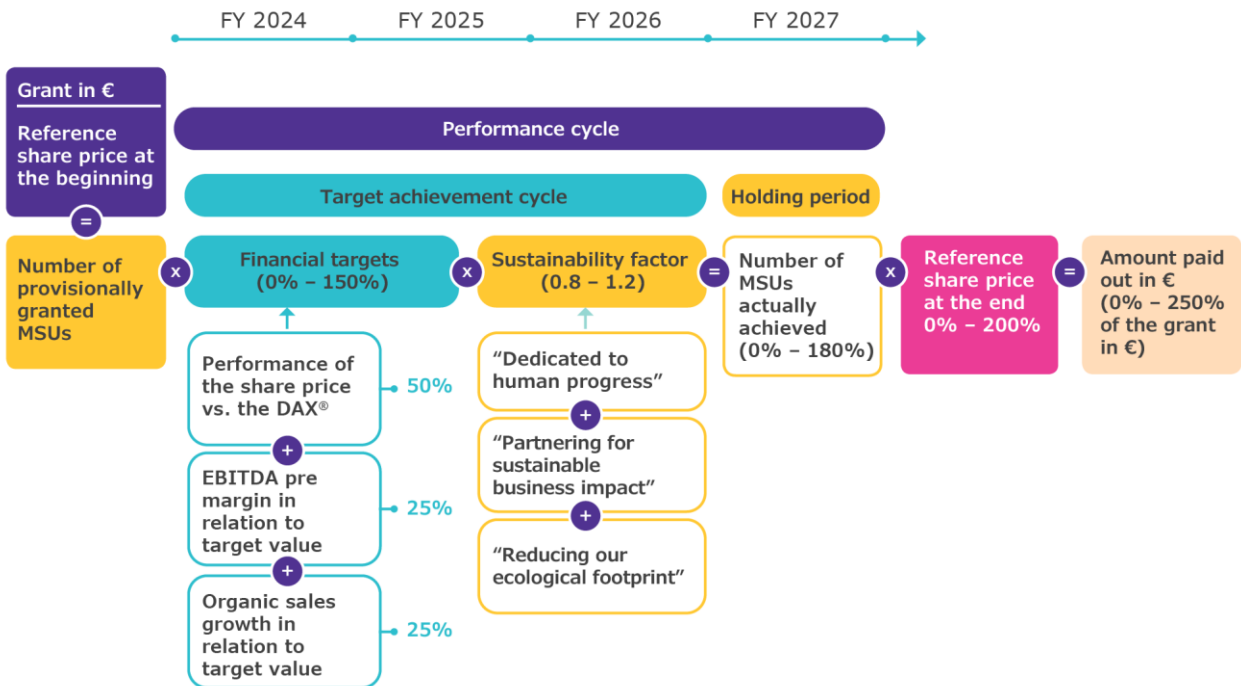 FY 2024
FY 2025
FY 2026
FY 2027
Grant in €
Reference
share price at
the beginning
Performance cycle
Target achievement cycle
Holding period
=
Number of
provisionally
granted
MSUs
x
Financial targets
(0% – 150%)
x
Sustainability factor
(0.8 – 1.2)
=
Number of
MSUs
actually
achieved
(0% – 180%)
x
Reference
share price
at the end
0% – 200%
=
Amount paid
out in €
(0% – 250%
of the grant
in €)
Performance of
the share price
vs. the DAX®
50%
+
EBITDA pre
margin in
relation to
target value
25%
+
Organic sales
growth in
relation to
target value
25%
“Dedicated to
human progress”
+
“Partnering for
sustainable
business impact”
+
“Reducing our
ecological footprint”